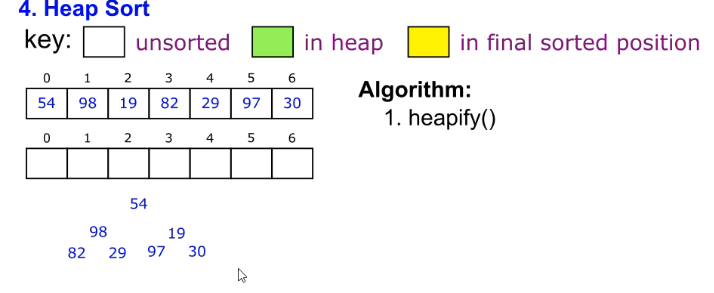 4. Heap Sort
key: unsorted in heap in final sorted position
0 1 2 3 4 5 6
54 98 19 82 29 97 30
0 1 2 3 4 5 6
Algorithm:
1. heapify()
54
98 19
82 29 97 30